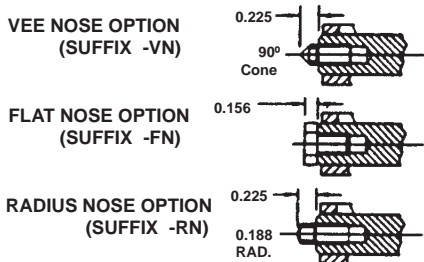 VEE NOSE OPTION
(SUFFIX -VN)
0.225
90º
Cone
FLAT NOSE OPTION
(SUFFIX -FN)
0.156
RADIUS NOSE OPTION
(SUFFIX -RN)
0.225
0.188
RAD.